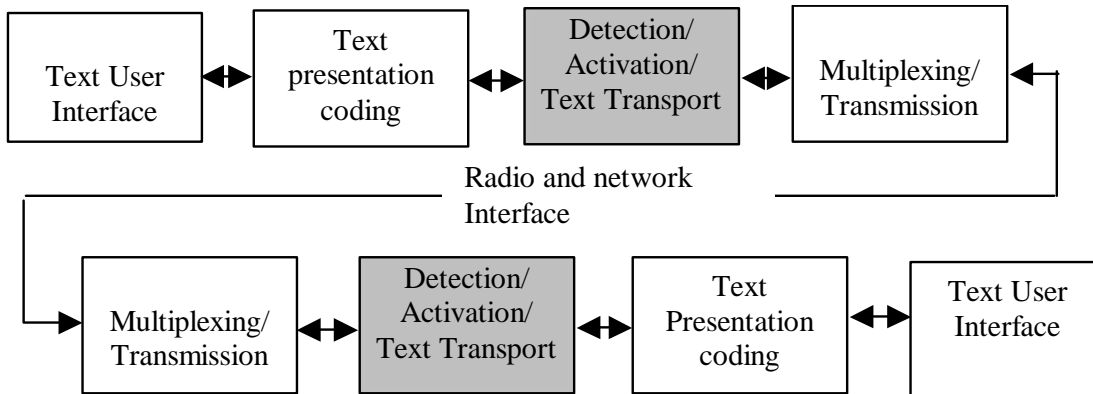 Text User
Interface
Text
presentation
coding
Detection/
Activation/
Text Transport
Multiplexing/
Transmission
Radio and network
Interface
Multiplexing/
Transmission
Detection/
Activation/
Text Transport
Text
Presentation
coding
Text User
Interface